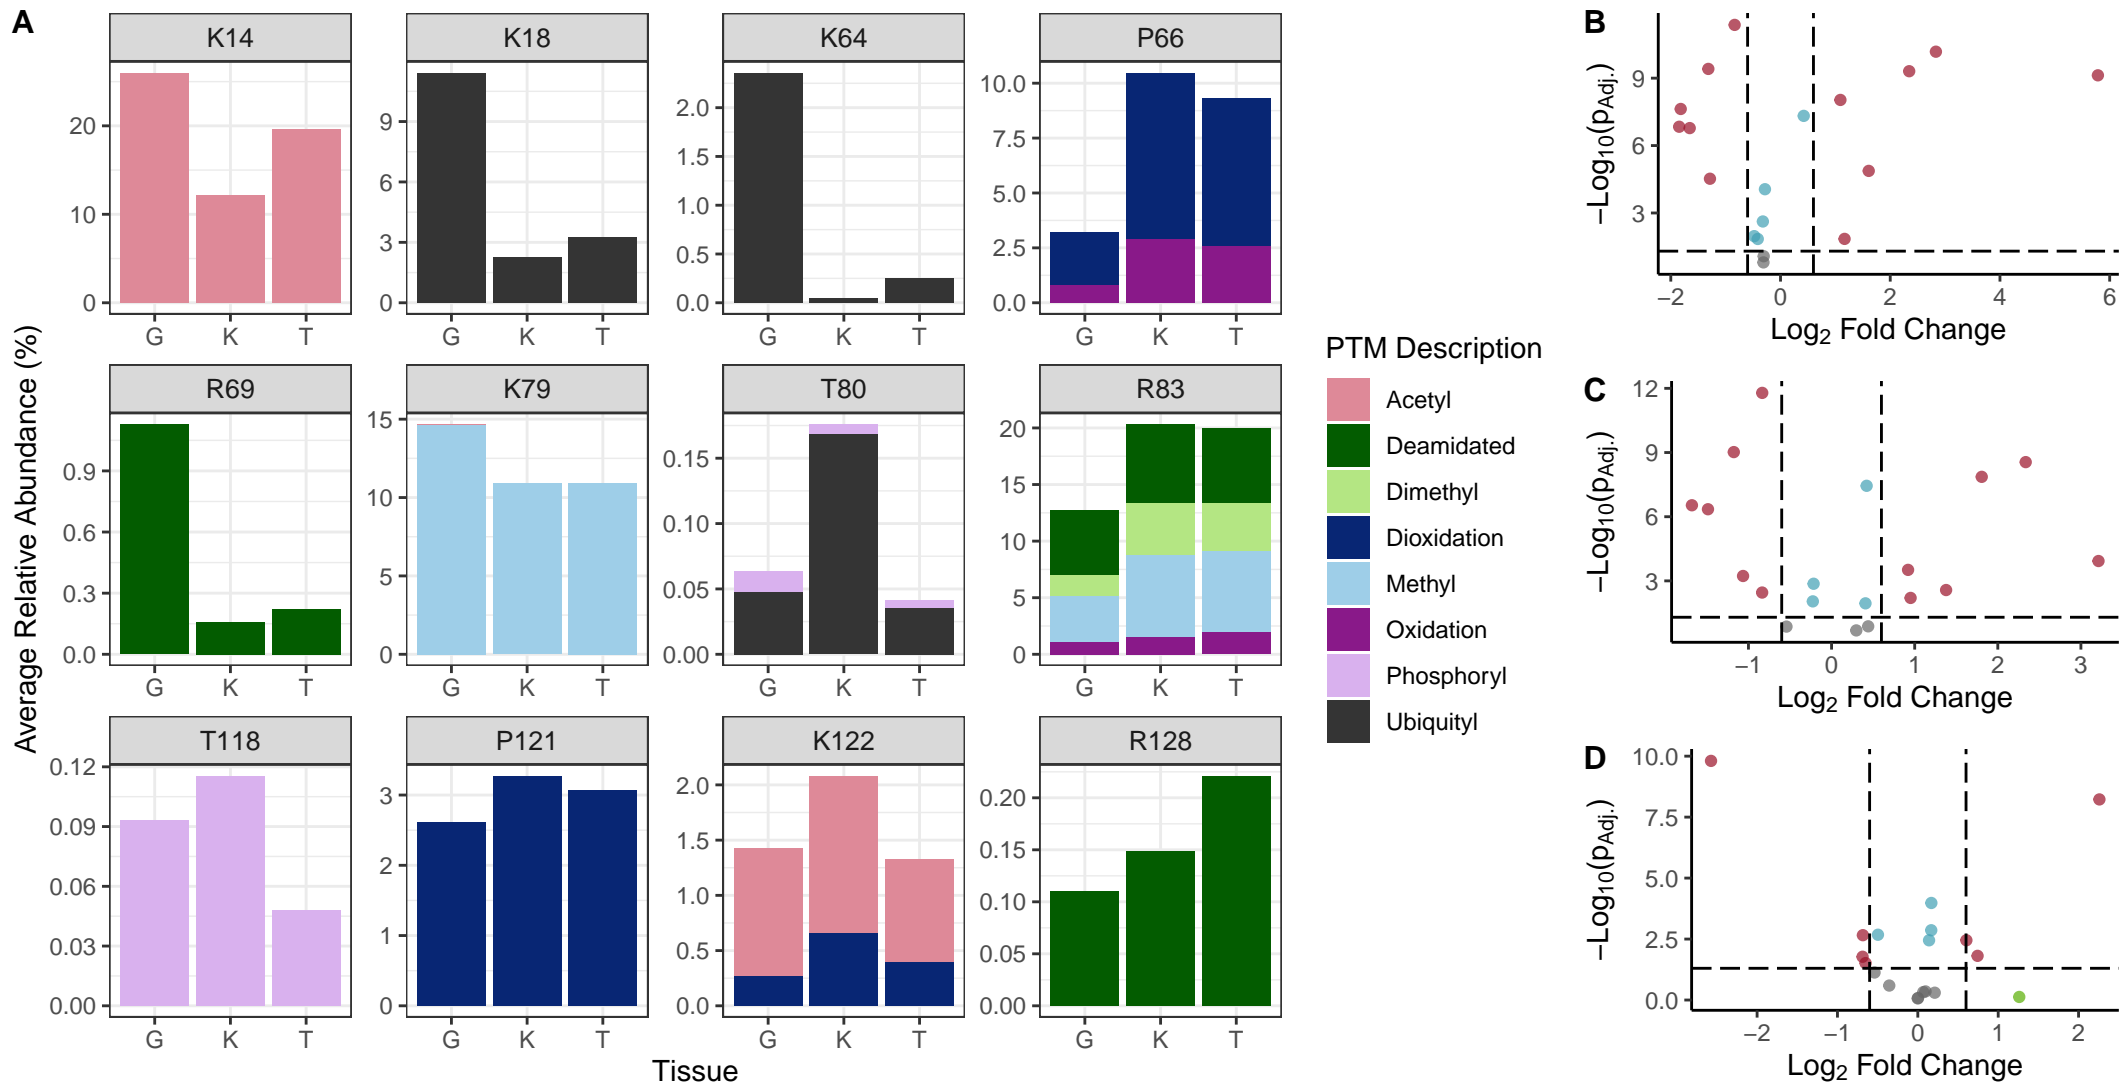 A
Average Relative Abundance (%)
Tissue
K14
20
10
0
G K T
K18
9
6
3
0
G K T
K64
2.0
1.5
1.0
0.5
0.0
G K T
P66
10.0
7.5
5.0
2.5
0.0
G K T
R69
0.9
0.6
0.3
0.0
G K T
K79
15
10
5
0
G K T
T80
0.15
0.10
0.05
0.00
G K T
R83
20
15
10
5
0
G K T
T118
0.12
0.09
0.06
0.03
0.00
G K T
P121
3
2
1
0
G K T
K122
2.0
1.5
1.0
0.5
0.0
G K T
R128
0.20
0.15
0.10
0.05
0.00
G K T
PTM Description
Acetyl
Deamidated
Dimethyl
Dioxidation
Methyl
Oxidation
Phosphoryl
Ubiquityl
B
−Log10(pAdj.)
9
6
3
−2 0 2 4 6
Log2 Fold Change
C
−Log10(pAdj.)
12
9
6
3
−1 0 1 2 3
Log2 Fold Change
D
−Log10(pAdj.)
10.0
7.5
5.0
2.5
0.0
−2 −1 0 1 2
Log2 Fold Change